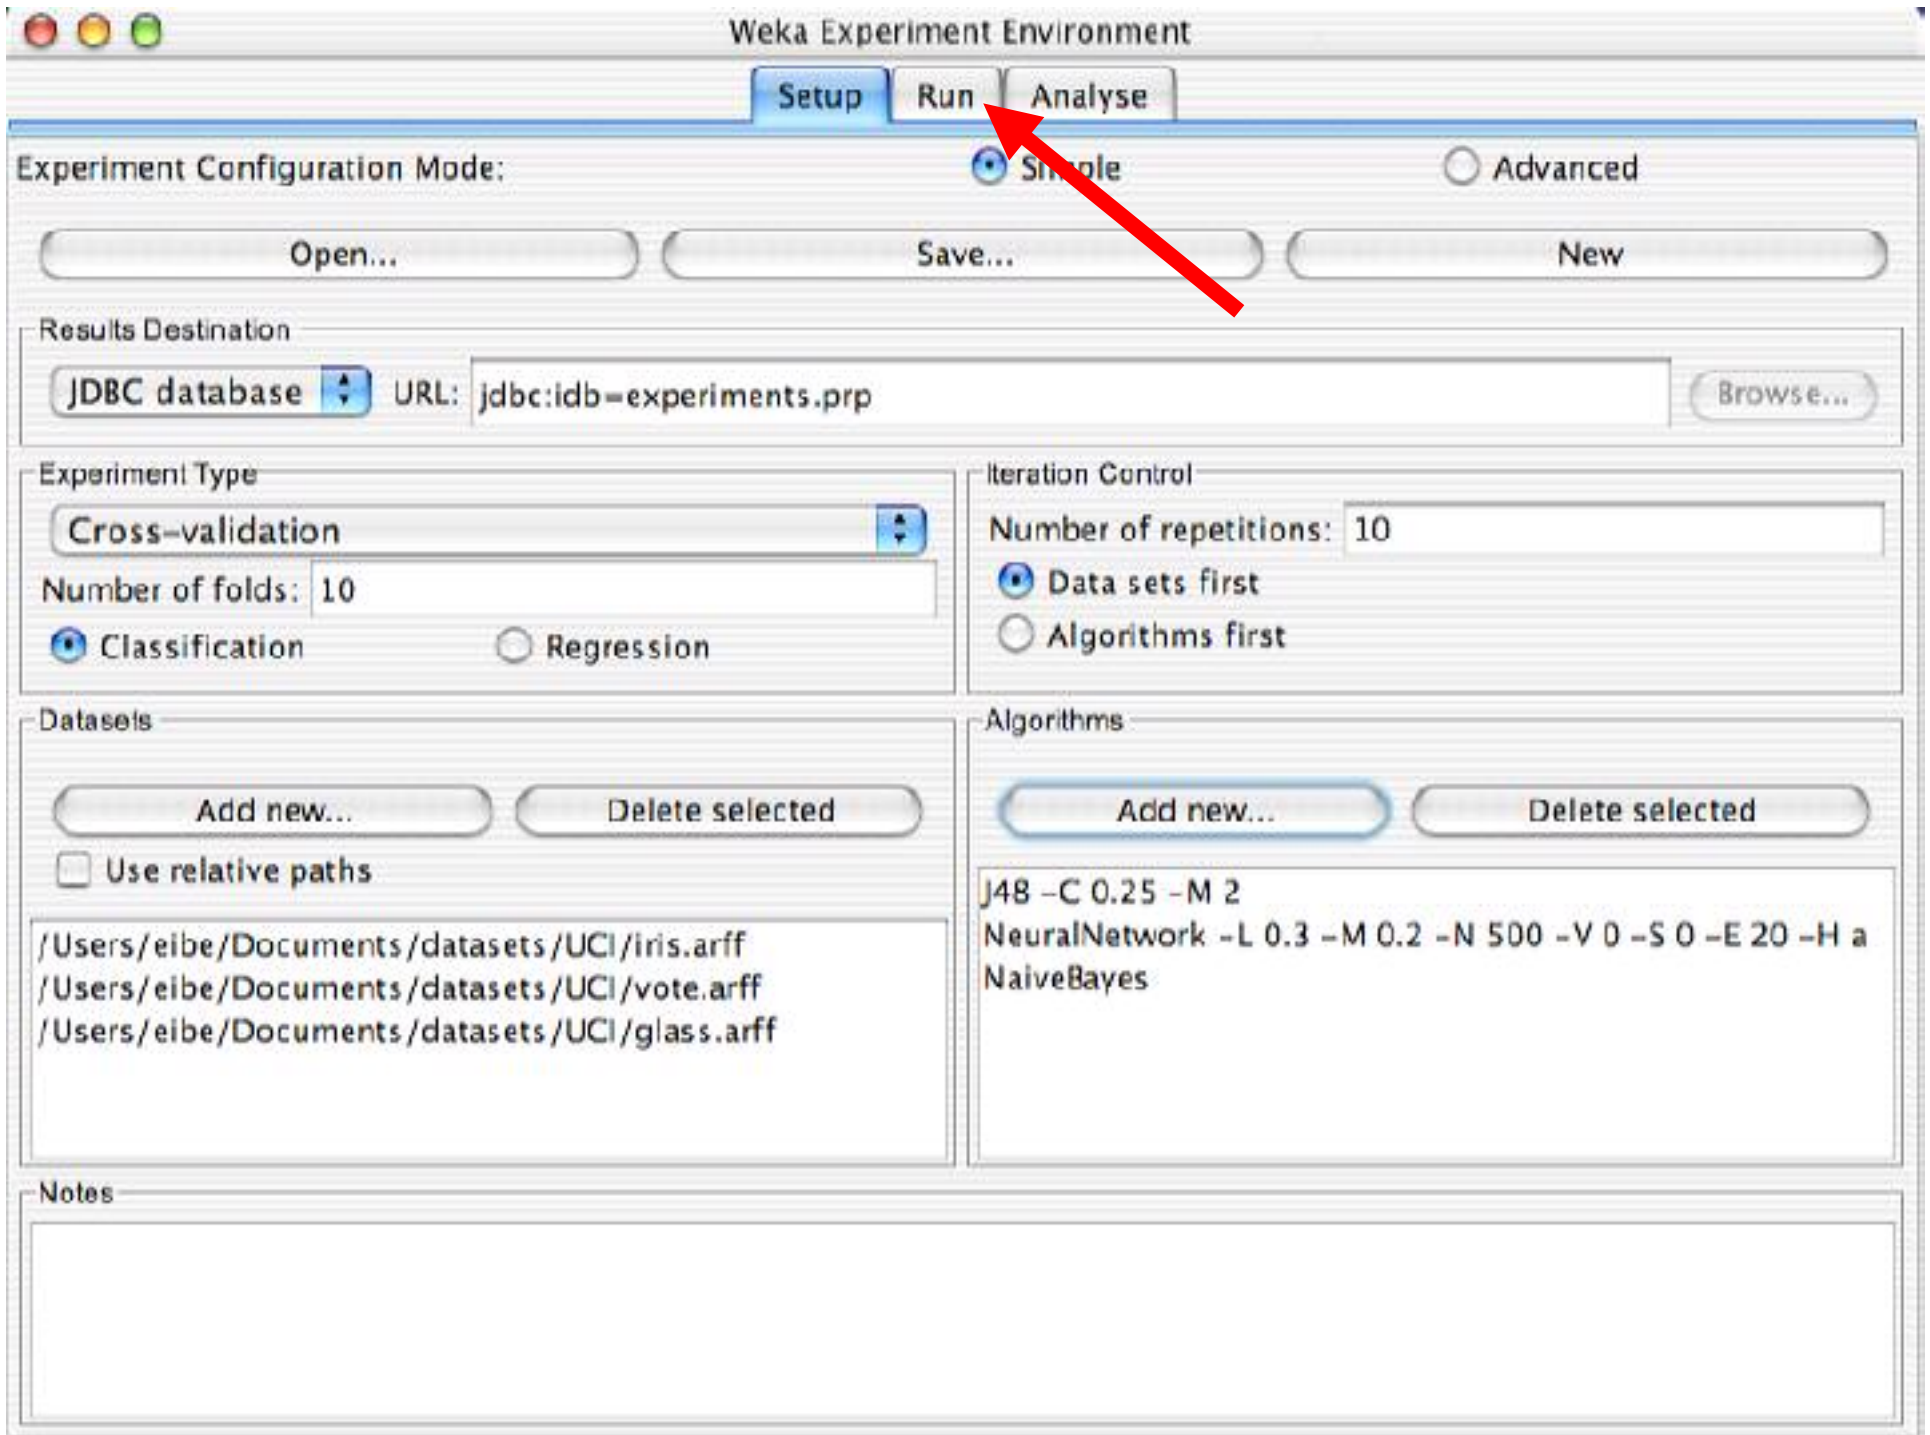 Weka Experiment Environment
Setup Run Analyse
Experiment Configuration Mode: Simple Advanced
Open... Save... New
Results Destination
JDBC database URL: jdbc:idb=experiments.prp Browse...
Experiment Type
Cross-validation
Number of folds: 10
Classification Regression
Iteration Control
Number of repetitions: 10
Data sets first
Algorithms first
Datasets
Add new... Delete selected
Use relative paths
/Users/eibe/Documents/datasets/UCI/iris.arff
/Users/eibe/Documents/datasets/UCI/vote.arff
/Users/eibe/Documents/datasets/UCI/glass.arff
Algorithms
Add new... Delete selected
J48 -C 0.25 -M 2
NeuralNetwork -L 0.3 -M 0.2 -N 500 -V 0 -S 0 -E 20 -H a
NaiveBayes
Notes